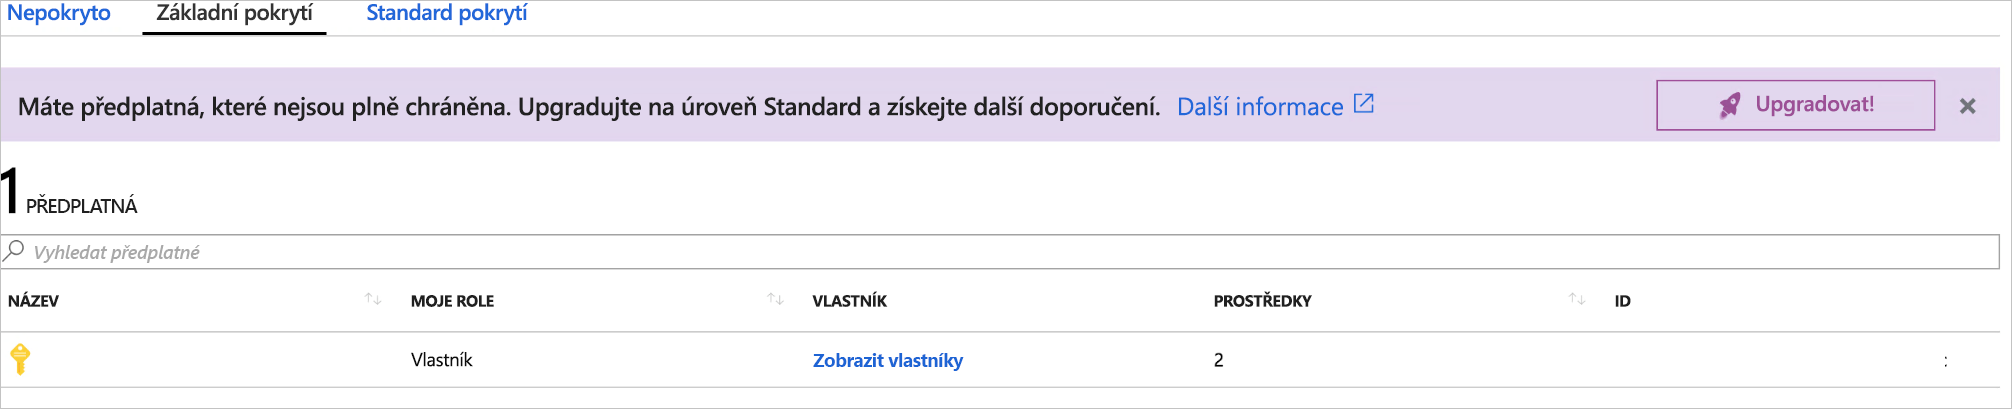 Nepokryto Základní pokrytí Standard pokrytí
Máte předplatná, které nejsou plně chráněna. Upgradujte na úroveň Standard a získejte další doporučení. Další informace Upgradovat!
1 PŘEDPLATNÁ
Vyhledat předplatné
NÁZEV MOJE ROLE VLASTNÍK PROSTŘEDKY ID
Vlastník Zobrazit vlastníky 2 :